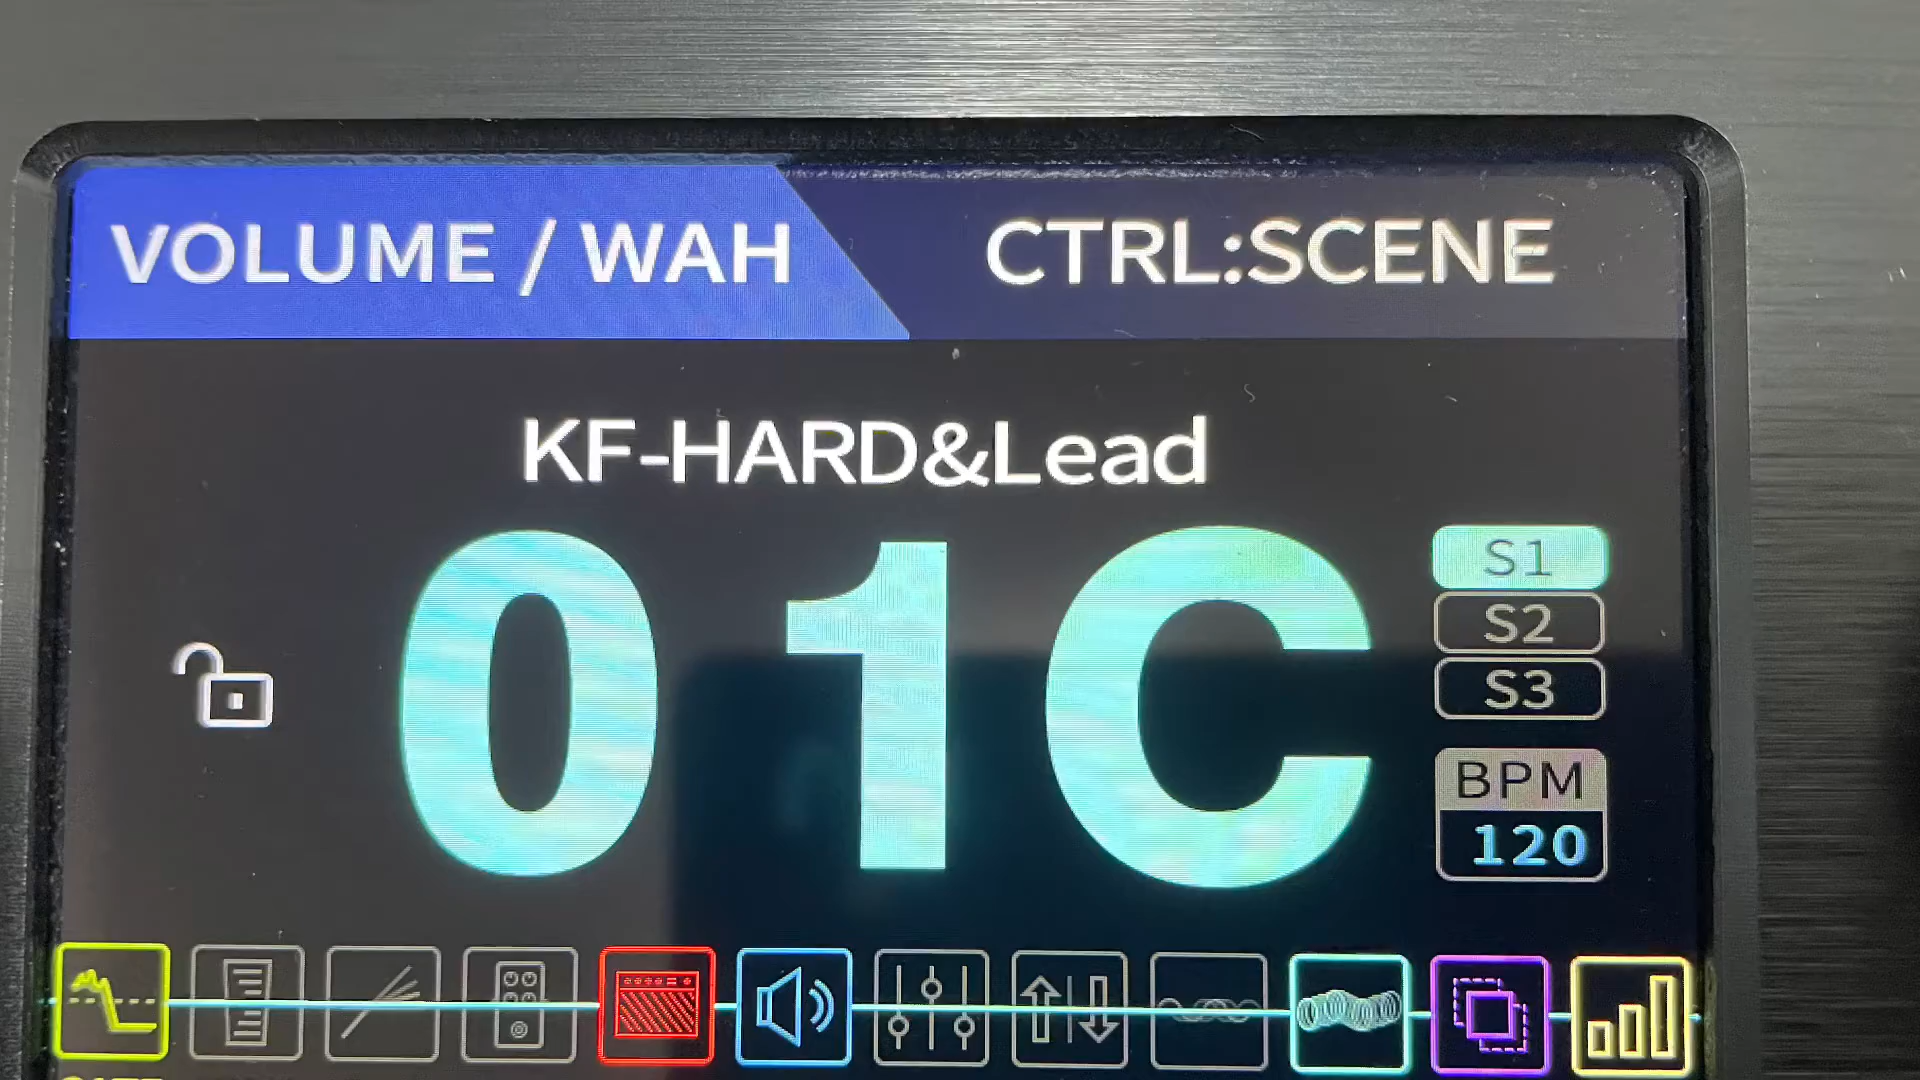 VOLUME / WAH
CTRL:SCENE
KF-HARD&Lead
01C
S1
S2
S3
BPM
120